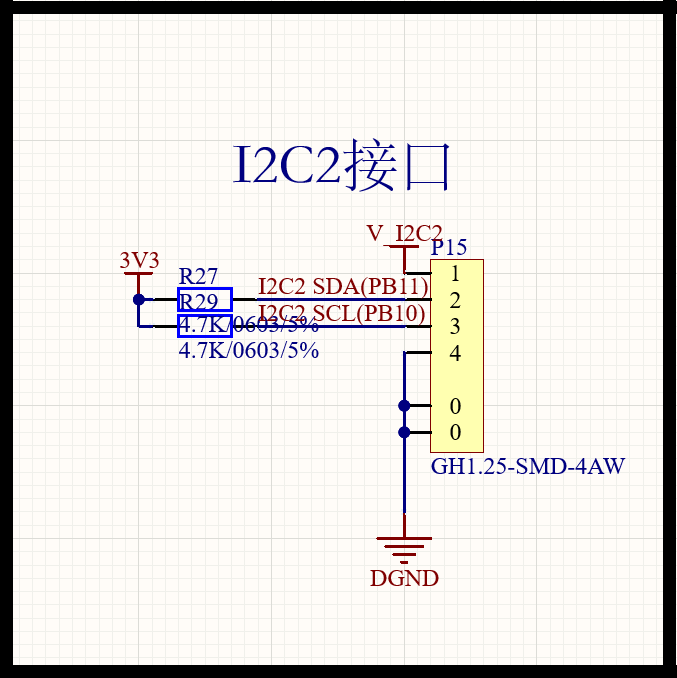 I2C2接口
V_I2C2
P15
3V3
R27
I2C2 SDA(PB11)
1
2
R29
I2C2 SCL(PB10)
4.7K/0603/5%
3
4.7K/0603/5%
4
0
0
GH1.25-SMD-4AW
DGND